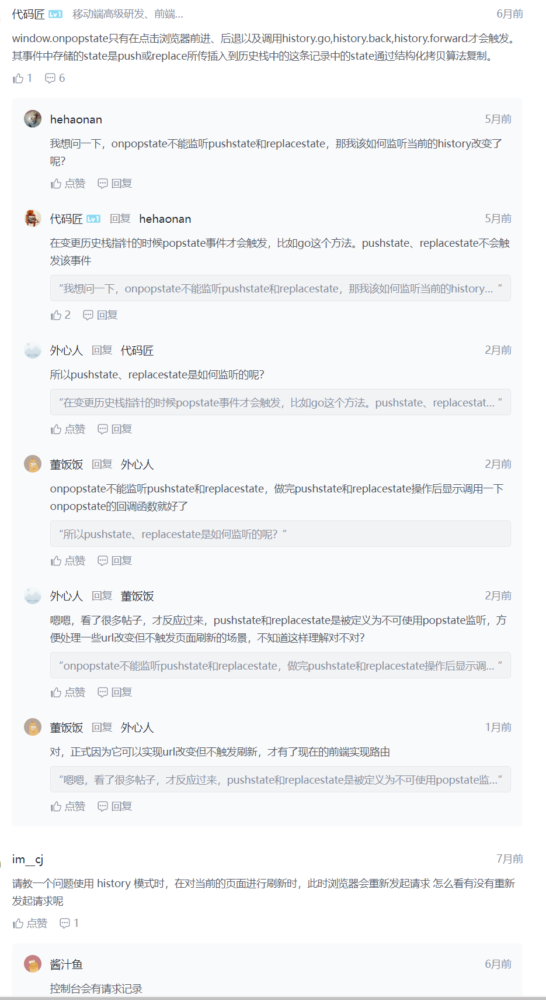 代码匠 Lv1 移动端高级研发、前端... 6月前
window.onpopstate只有在点击浏览器前进、后退以及调用history.go,history.back,history.forward才会触发。
其事件中存储的state是push或replace所传插入到历史栈中的这条记录中的state通过结构化拷贝算法复制。
1 6
hehaonan 5月前
我想问一下，onpopstate不能监听pushstate和replacestate，那我该如何监听当前的history改变了
呢？
点赞 回复
代码匠 Lv1 回复 hehaonan 5月前
在变更历史栈指针的时候popstate事件才会触发，比如go这个方法。pushstate、replacestate不会触
发该事件
“我想问一下，onpopstate不能监听pushstate和replacestate，那我该如何监听当前的history... ”
2 回复
外心人 回复 代码匠 2月前
所以pushstate、replacestate是如何监听的呢？
“在变更历史栈指针的时候popstate事件才会触发，比如go这个方法。pushstate、replacestat... ”
点赞 回复
董饭饭 回复 外心人 2月前
onpopstate不能监听pushstate和replacestate，做完pushstate和replacestate操作后显示调用一下
onpopstate的回调函数就好了
“所以pushstate、replacestate是如何监听的呢？”
点赞 回复
外心人 回复 董饭饭 2月前
嗯嗯，看了很多帖子，才反应过来，pushstate和replacestate是被定义为不可使用popstate监听，方
便处理一些url改变但不触发页面刷新的场景，不知道这样理解对不对？
“onpopstate不能监听pushstate和replacestate，做完pushstate和replacestate操作后显示调... ”
点赞 回复
董饭饭 回复 外心人 1月前
对，正式因为它可以实现url改变但不触发刷新，才有了现在的前端实现路由
“嗯嗯，看了很多帖子，才反应过来，pushstate和replacestate是被定义为不可使用popstate监...”
点赞 回复
im__cj 7月前
请教一个问题使用 history 模式时，在对当前的页面进行刷新时，此时浏览器会重新发起请求 怎么看有没有重新
发起请求呢
点赞 1
酱汁鱼 6月前
控制台会有请求记录